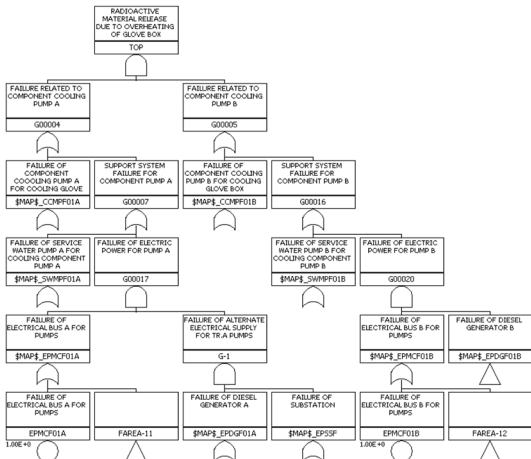 RADIOACTIVE
MATERIAL RELEASE
DUE TO OVERHEATING
OF GLOVE BOX
TOP
FAILURE RELATED TO
COMPONENT COOLING
PUMP A
G00004
FAILURE RELATED TO
COMPONENT COOLING
PUMP B
G00005
FAILURE OF
COMPONENT
COOOLING PUMP A
FOR COOLING GLOVE
$MAP$_CCMPF01A
SUPPORT SYSTEM
FAILURE FOR
COMPONENT PUMP A
G00007
FAILURE OF
COMPONENT COOLING
PUMP B FOR COOLING
GLOVE BOX
$MAP$_CCMPF01B
SUPPORT SYSTEM
FAILURE FOR
COMPONENT PUMP B
G00016
FAILURE OF SERVICE
WATER PUMP A FOR
COOLING COMPONENT
PUMP A
$MAP$_SWMPF01A
FAILURE OF ELECTRIC
POWER FOR PUMP A
G00017
FAILURE OF SERVICE
WATER PUMP B FOR
COOLING COMPONENT
PUMP B
$MAP$_SWMPF01B
FAILURE OF ELECTRIC
POWER FOR PUMP B
G00020
FAILURE OF
ELECTRICAL BUS A FOR
PUMPS
$MAP$_EPMCF01A
FAILURE OF ALTERNATE
ELECTRICAL SUPPLY
FOR TR.A PUMPS
G-1
FAILURE OF
ELECTRICAL BUS B FOR
PUMPS
$MAP$_EPMCF01B
FAILURE OF DIESEL
GENERATOR B
$MAP$_EPDGF01B
FAILURE OF
ELECTRICAL BUS A FOR
PUMPS
EPMCF01A
1.00E+0
FAREA-11
FAILURE OF DIESEL
GENERATOR A
$MAP$_EPDGF01A
FAILURE OF
SUBSTATION
$MAP$_EPSSF
FAILURE OF
ELECTRICAL BUS B FOR
PUMPS
EPMCF01B
1.00E+0
FAREA-12